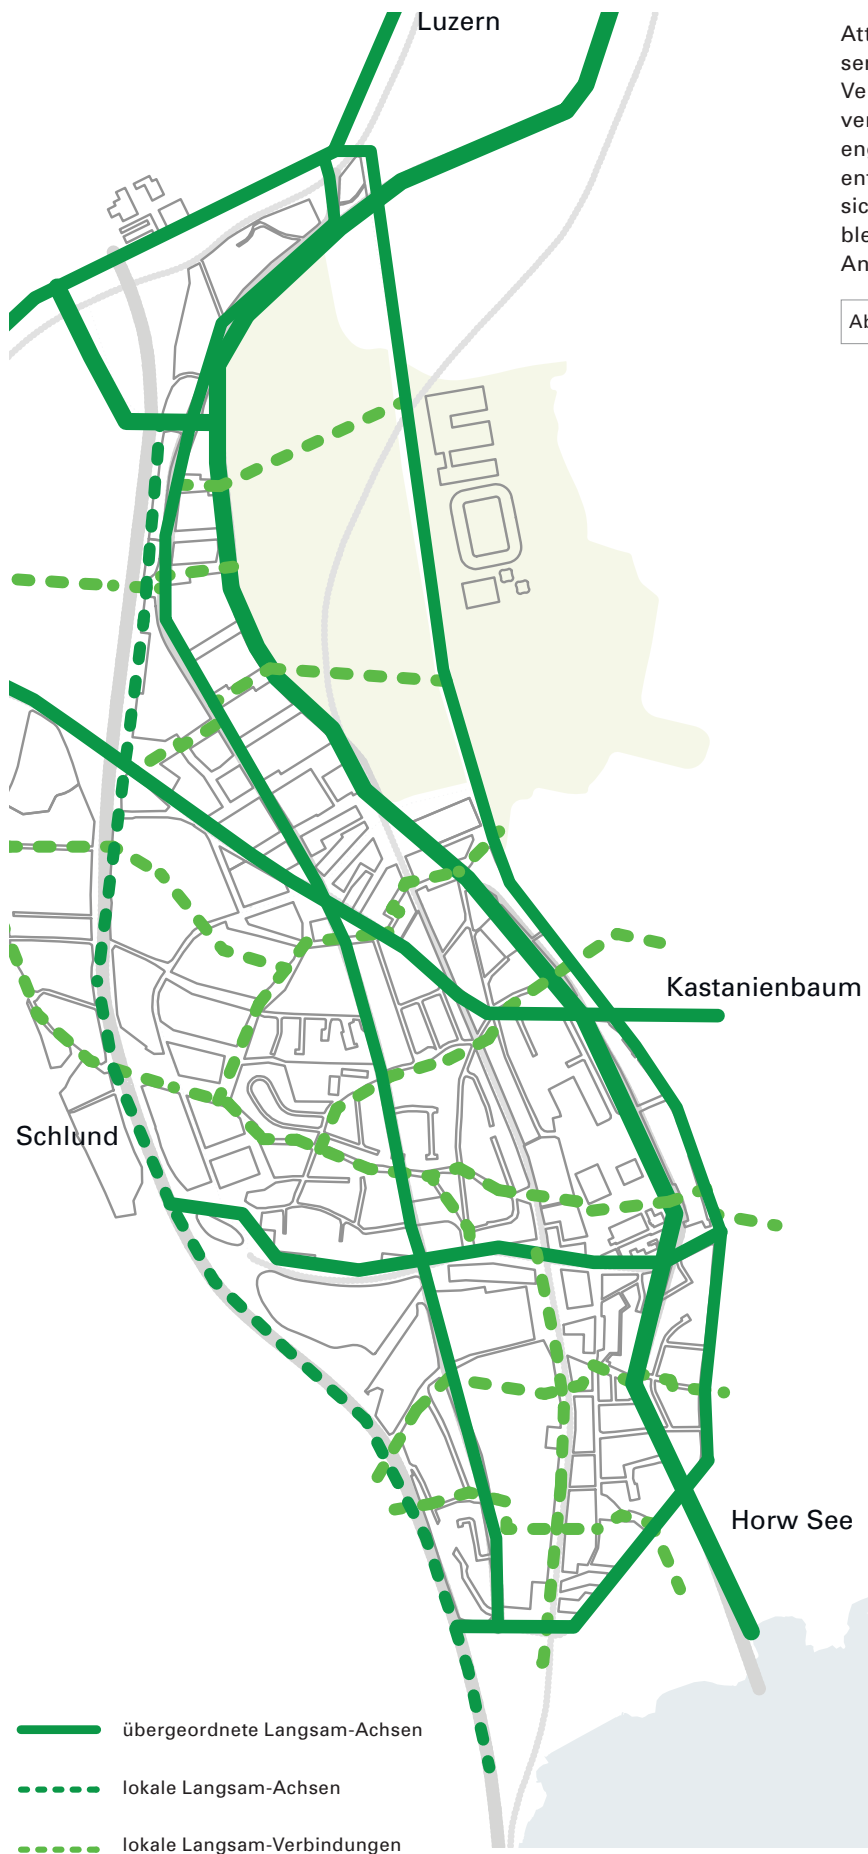 Luzern
Kastanienbaum
Schlund
Horw See
übergeordnete Langsam-Achsen
lokale Langsam-Achsen
lokale Langsam-Verbindungen